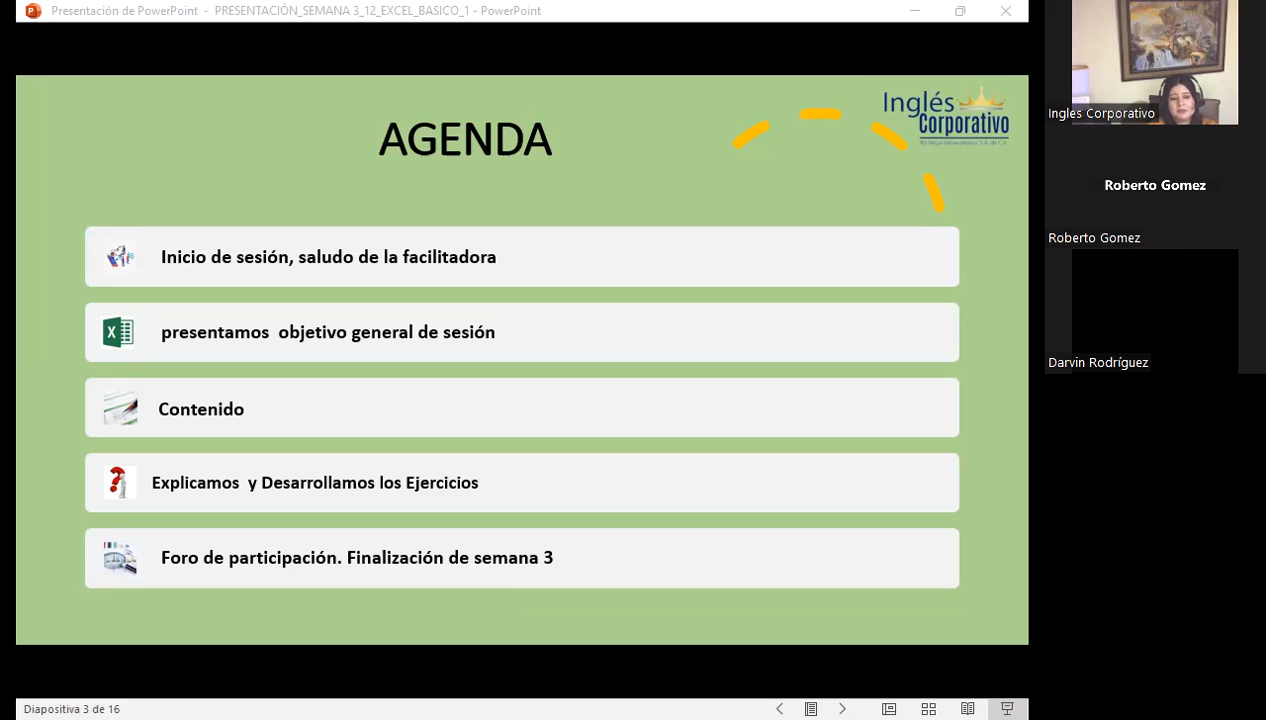 Presentación de PowerPoint - PRESENTACIÓN_SEMANA 3_12_EXCEL_BASICO_1 - PowerPoint
AGENDA
Inglés
Corporativo
Inicio de sesión, saludo de la facilitadora
presentamos objetivo general de sesión
Contenido
Explicamos y Desarrollamos los Ejercicios
Foro de participación. Finalización de semana 3
Diapositiva 3 de 16
Ingles Corporativo
Roberto Gomez
Roberto Gomez
Darvin Rodríguez